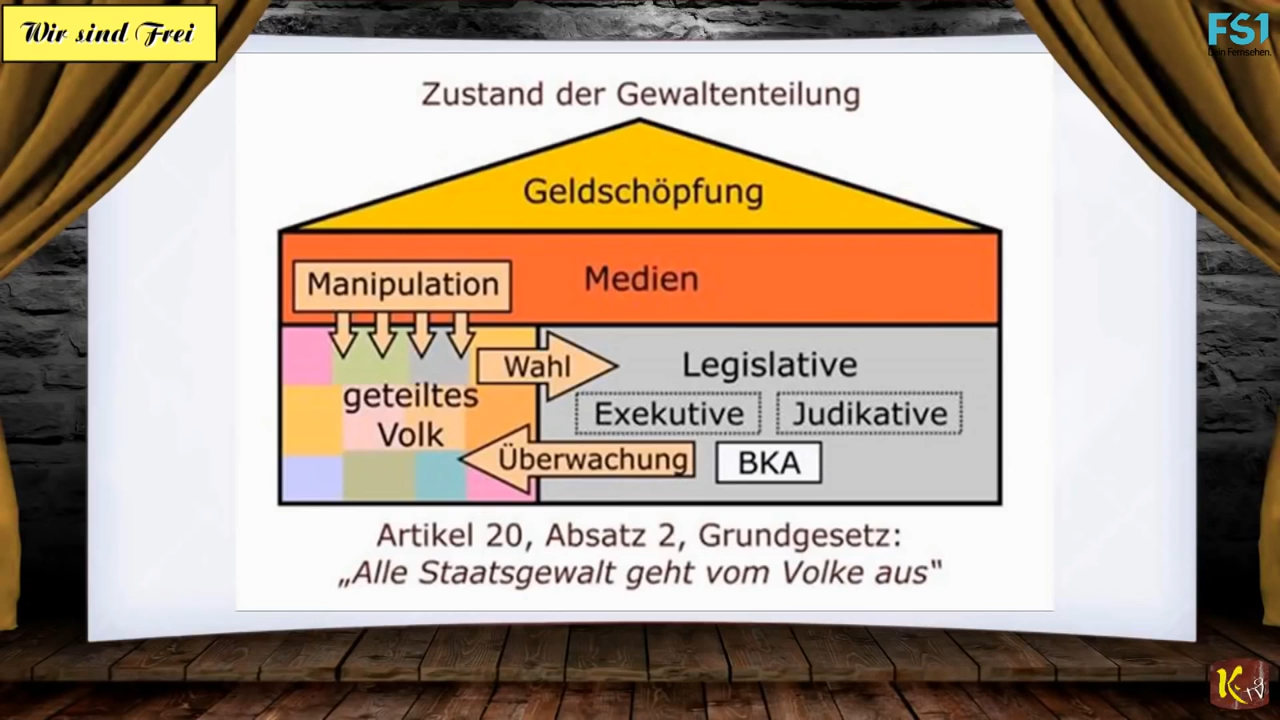 Wir sind Frei
FS1
Dein Fernsehen.
Zustand der Gewaltenteilung
Geldschöpfung
Manipulation
Medien
Wahl
Legislative
geteiltes
Volk
Exekutive
Judikative
Überwachung
BKA
Artikel 20, Absatz 2, Grundgesetz:
„Alle Staatsgewalt geht vom Volke aus“
K
TV